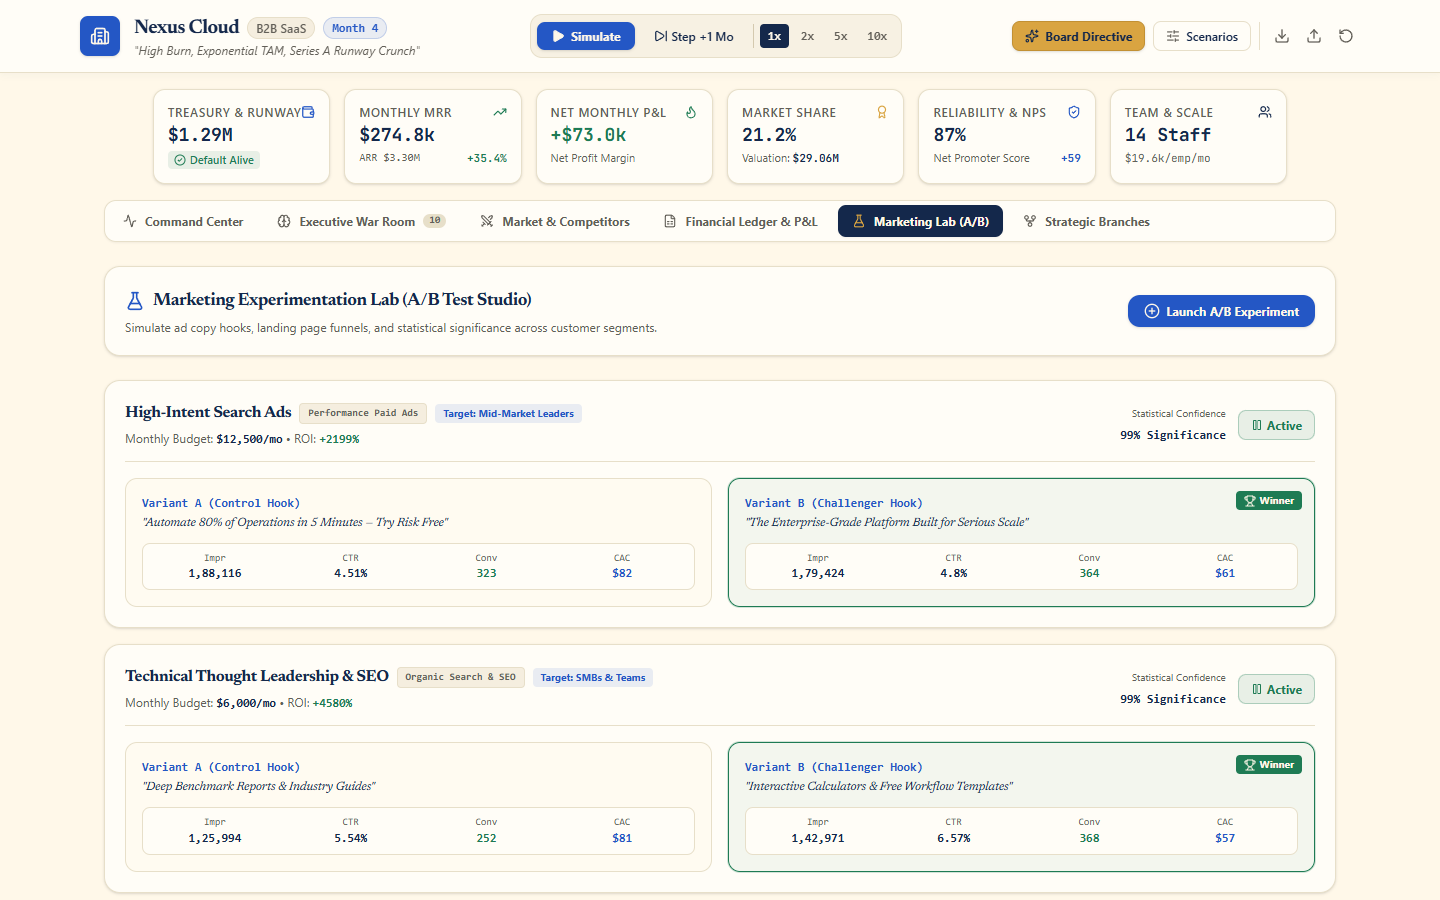 Nexus Cloud B2B SaaS Month 4
"High Burn, Exponential TAM, Series A Runway Crunch"
Simulate Step +1 Mo 1x 2x 5x 10x
Board Directive Scenarios
TREASURY & RUNWAY
$1.29M
Default Alive
MONTHLY MRR
$274.8k
ARR $3.30M +35.4%
NET MONTHLY P&L
+$73.0k
Net Profit Margin
MARKET SHARE
21.2%
Valuation: $29.06M
RELIABILITY & NPS
87%
Net Promoter Score +59
TEAM & SCALE
14 Staff
$19.6k/emp/mo
Command Center Executive War Room 10 Market & Competitors Financial Ledger & P&L Marketing Lab (A/B) Strategic Branches
Marketing Experimentation Lab (A/B Test Studio)
Simulate ad copy hooks, landing page funnels, and statistical significance across customer segments.
Launch A/B Experiment
High-Intent Search Ads Performance Paid Ads Target: Mid-Market Leaders
Monthly Budget: $12,500/mo • ROI: +2199%
Statistical Confidence
99% Significance
Active
Variant A (Control Hook)
"Automate 80% of Operations in 5 Minutes — Try Risk Free"
Impr CTR Conv CAC
1,88,116 4.51% 323 $82
Variant B (Challenger Hook) Winner
"The Enterprise-Grade Platform Built for Serious Scale"
Impr CTR Conv CAC
1,79,424 4.8% 364 $61
Technical Thought Leadership & SEO Organic Search & SEO Target: SMBs & Teams
Monthly Budget: $6,000/mo • ROI: +4580%
Statistical Confidence
99% Significance
Active
Variant A (Control Hook)
"Deep Benchmark Reports & Industry Guides"
Impr CTR Conv CAC
1,25,994 5.54% 252 $81
Variant B (Challenger Hook) Winner
"Interactive Calculators & Free Workflow Templates"
Impr CTR Conv CAC
1,42,971 6.57% 368 $57